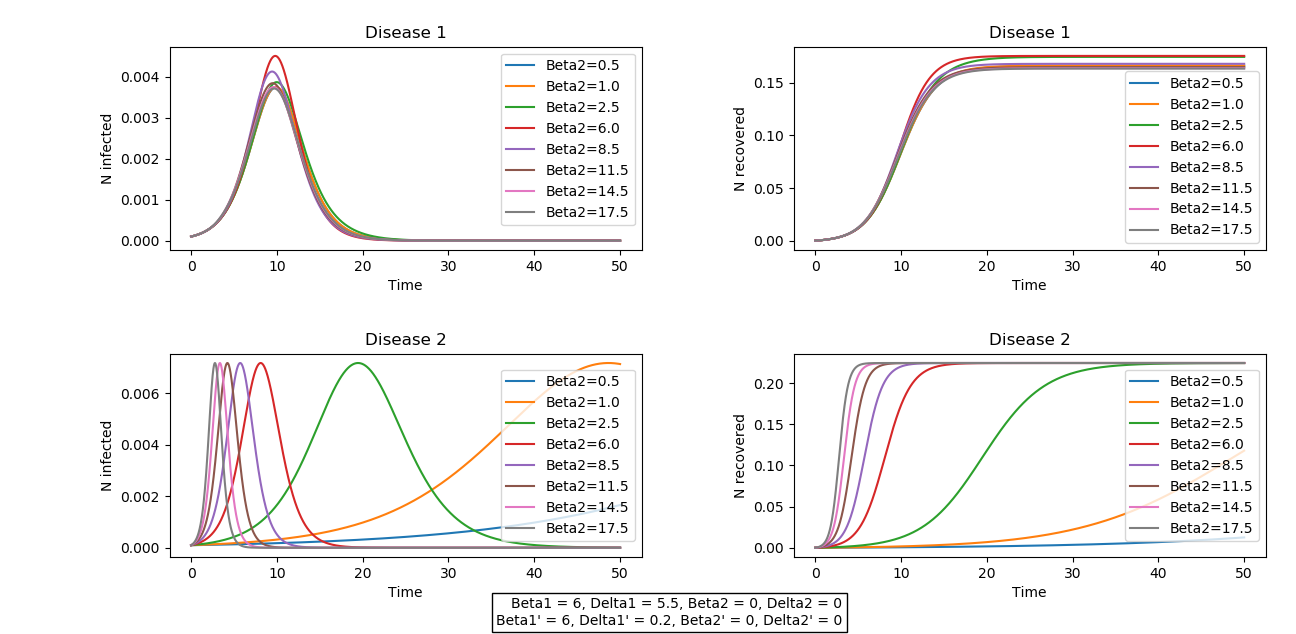 Disease 1
N infected
0.004
0.003
0.002
0.001
0.000
Beta2=0.5
Beta2=1.0
Beta2=2.5
Beta2=6.0
Beta2=8.5
Beta2=11.5
Beta2=14.5
Beta2=17.5
0 10 20 30 40 50
Time
Disease 1
N recovered
0.15
0.10
0.05
0.00
Beta2=0.5
Beta2=1.0
Beta2=2.5
Beta2=6.0
Beta2=8.5
Beta2=11.5
Beta2=14.5
Beta2=17.5
0 10 20 30 40 50
Time
Disease 2
N infected
0.006
0.004
0.002
0.000
Beta2=0.5
Beta2=1.0
Beta2=2.5
Beta2=6.0
Beta2=8.5
Beta2=11.5
Beta2=14.5
Beta2=17.5
0 10 20 30 40 50
Time
Disease 2
N recovered
0.20
0.15
0.10
0.05
0.00
Beta2=0.5
Beta2=1.0
Beta2=2.5
Beta2=6.0
Beta2=8.5
Beta2=11.5
Beta2=14.5
Beta2=17.5
0 10 20 30 40 50
Time
Beta1 = 6, Delta1 = 5.5, Beta2 = 0, Delta2 = 0
Beta1' = 6, Delta1' = 0.2, Beta2' = 0, Delta2' = 0